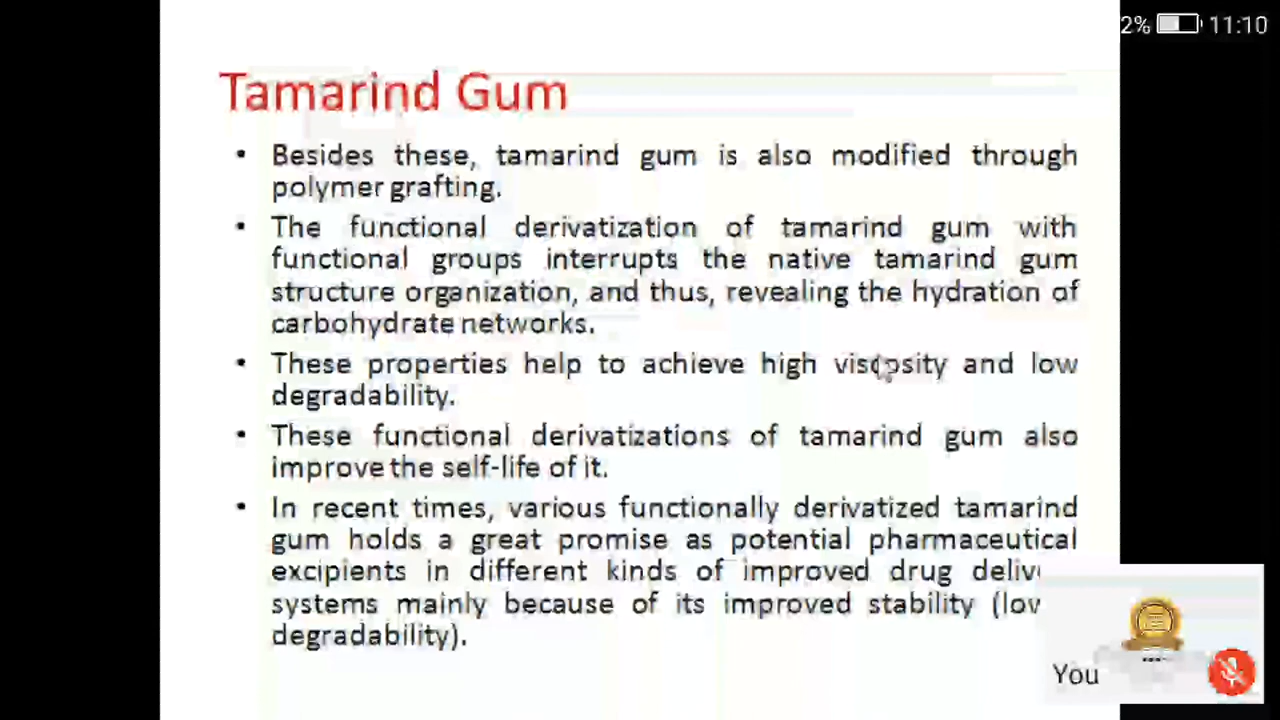 2% 11:10
Tamarind Gum
• Besides these, tamarind gum is also modified through
polymer grafting.
• The functional derivatization of tamarind gum with
functional groups interrupts the native tamarind gum
structure organization, and thus, revealing the hydration of
carbohydrate networks.
• These properties help to achieve high viscosity and low
degradability.
• These functional derivatizations of tamarind gum also
improve the self-life of it.
• In recent times, various functionally derivatized tamarind
gum holds a great promise as potential pharmaceutical
excipients in different kinds of improved drug deliv
systems mainly because of its improved stability (low
degradability).
You